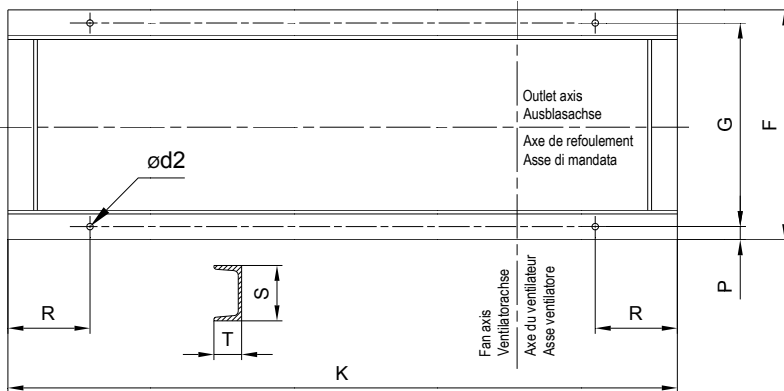 Outlet axis
Ausblasachse
Axe de refoulement
Asse di mandata
G
F
ød2
Fan axis
Ventilatorachse
Axe du ventilateur
Asse ventilatore
P
R
S
T
R
K